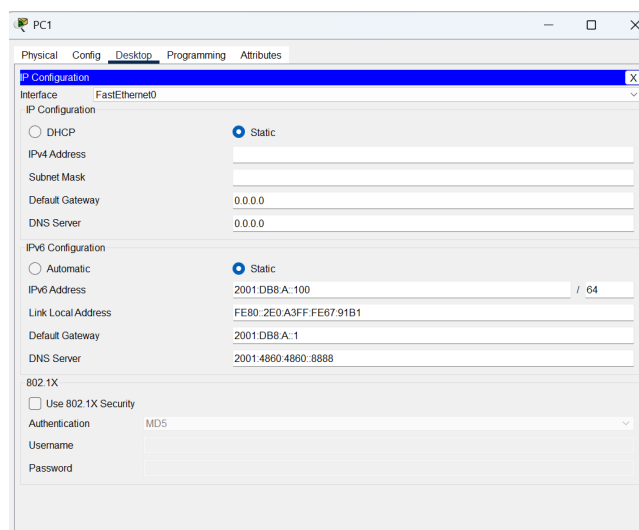 PC1
Physical Config Desktop Programming Attributes
IP Configuration X
Interface FastEthernet0
IP Configuration
DHCP Static
IPv4 Address
Subnet Mask
Default Gateway 0.0.0.0
DNS Server 0.0.0.0
IPv6 Configuration
Automatic Static
IPv6 Address 2001:DB8:A::100 / 64
Link Local Address FE80::2E0:A3FF:FE67:91B1
Default Gateway 2001:DB8:A::1
DNS Server 2001:4860:4860::8888
802.1X
Use 802.1X Security
Authentication MD5
Username
Password